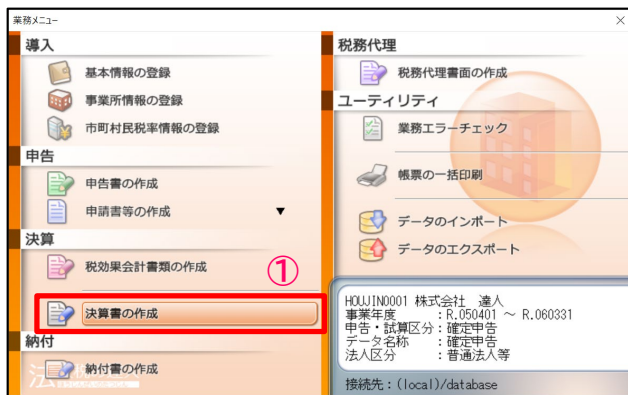 業務メニュー
導入
基本情報の登録
事業所情報の登録
市町村民税率情報の登録
申告
申告書の作成
申請書等の作成 ▼
決算
税効果会計書類の作成
①
決算書の作成
納付
納付書の作成
税務代理
税務代理書面の作成
ユーティリティ
業務エラーチェック
帳票の一括印刷
データのインポート
データのエクスポート
HOUJIN0001 株式会社 達人
事業年度 :R.050401 ~ R.060331
申告・試算区分:確定申告
データ名称 :確定申告
法人区分 :普通法人等
接続先:(local)/database